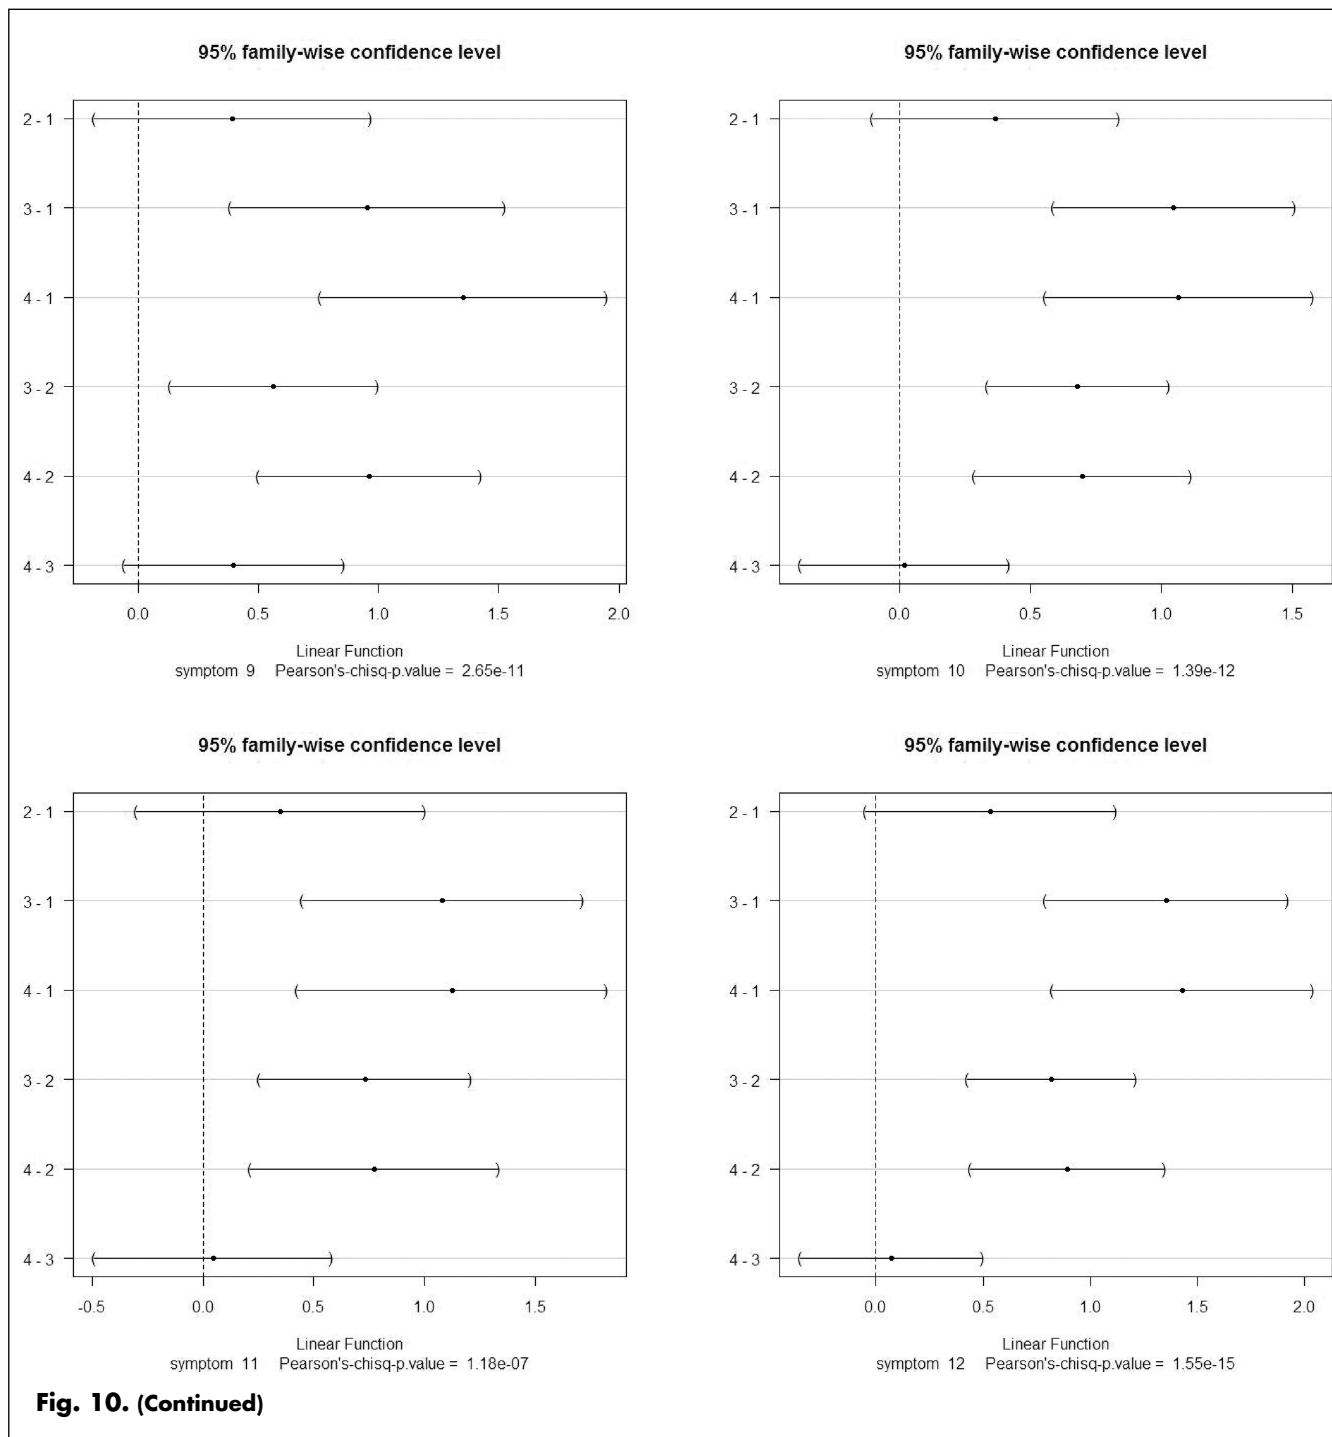 95% family-wise confidence level
2 - 1
3 - 1
4 - 1
3 - 2
4 - 2
4 - 3
0.0 0.5 1.0 1.5 2.0
Linear Function
symptom 9 Pearson's-chisq-p.value = 2.65e-11
95% family-wise confidence level
2 - 1
3 - 1
4 - 1
3 - 2
4 - 2
4 - 3
0.0 0.5 1.0 1.5
Linear Function
symptom 10 Pearson's-chisq-p.value = 1.39e-12
95% family-wise confidence level
2 - 1
3 - 1
4 - 1
3 - 2
4 - 2
4 - 3
-0.5 0.0 0.5 1.0 1.5
Linear Function
symptom 11 Pearson's-chisq-p.value = 1.18e-07
95% family-wise confidence level
2 - 1
3 - 1
4 - 1
3 - 2
4 - 2
4 - 3
0.0 0.5 1.0 1.5 2.0
Linear Function
symptom 12 Pearson's-chisq-p.value = 1.55e-15
Fig. 10. (Continued)